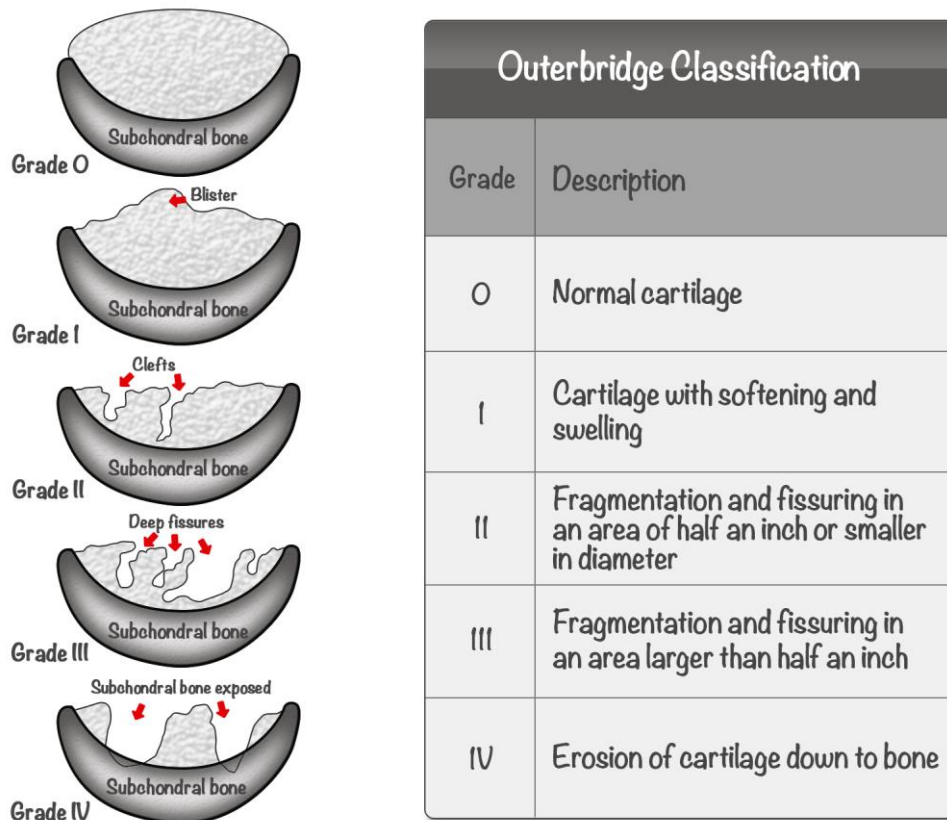 Subchondral bone
Grade 0
Blister
Subchondral bone
Grade I
Clefts
Subchondral bone
Grade II
Deep fissures
Subchondral bone
Grade III
Subchondral bone exposed
Subchondral bone
Grade IV
Outerbridge Classification
Grade Description
0 Normal cartilage
I Cartilage with softening and
swelling
II Fragmentation and fissuring in
an area of half an inch or smaller
in diameter
III Fragmentation and fissuring in
an area larger than half an inch
IV Erosion of cartilage down to bone